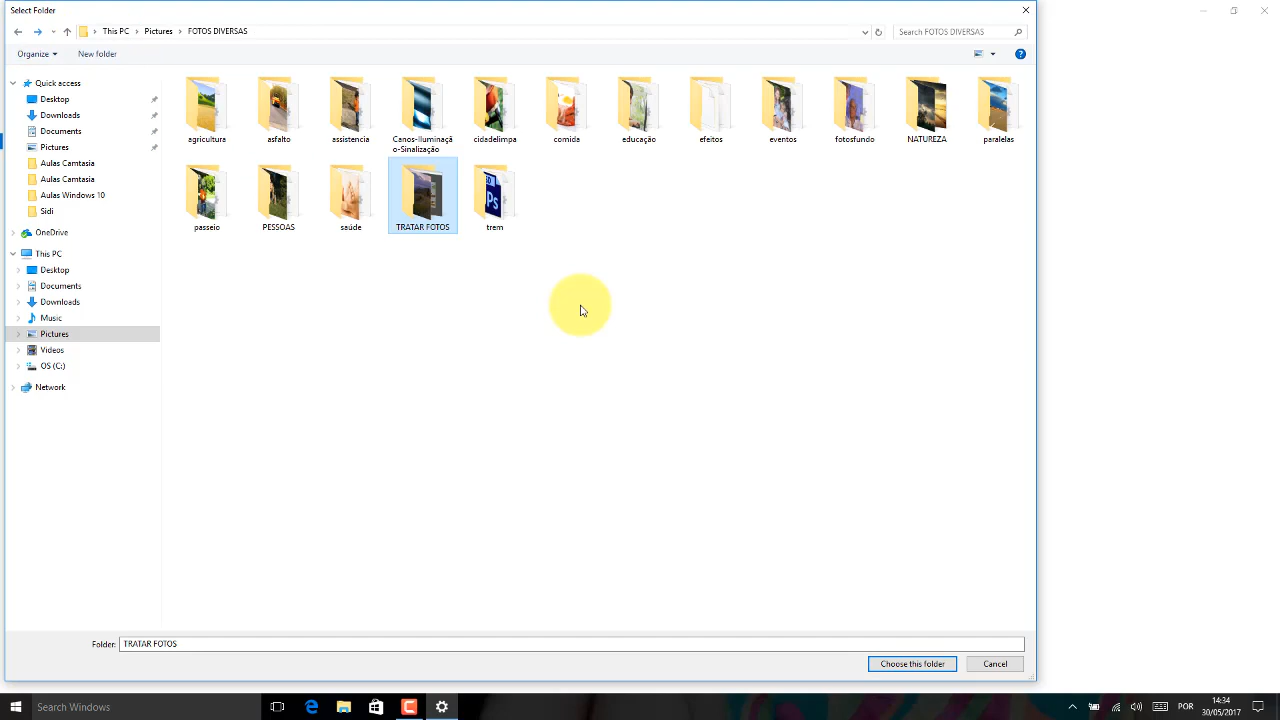 Select Folder
This PC
Pictures
FOTOS DIVERSAS
Search FOTOS DIVERSAS
Organize
New folder
Quick access
Desktop
Downloads
Documents
Pictures
Aulas Camtasia
Aulas Camtasia
Aulas Windows 10
Sidi
OneDrive
This PC
Desktop
Documents
Downloads
Music
Pictures
Videos
OS (C:)
Network
agricultura
asfalto
assistencia
Canos-Iluminaçã
o-Sinalização
cidadelimpa
comida
educação
efeitos
eventos
fotosfundo
NATUREZA
paralelas
passeio
PESSOAS
saúde
TRATAR FOTOS
Ps
trem
Folder: TRATAR FOTOS
Choose this folder
Cancel
Search Windows
POR
14:34
30/05/2017